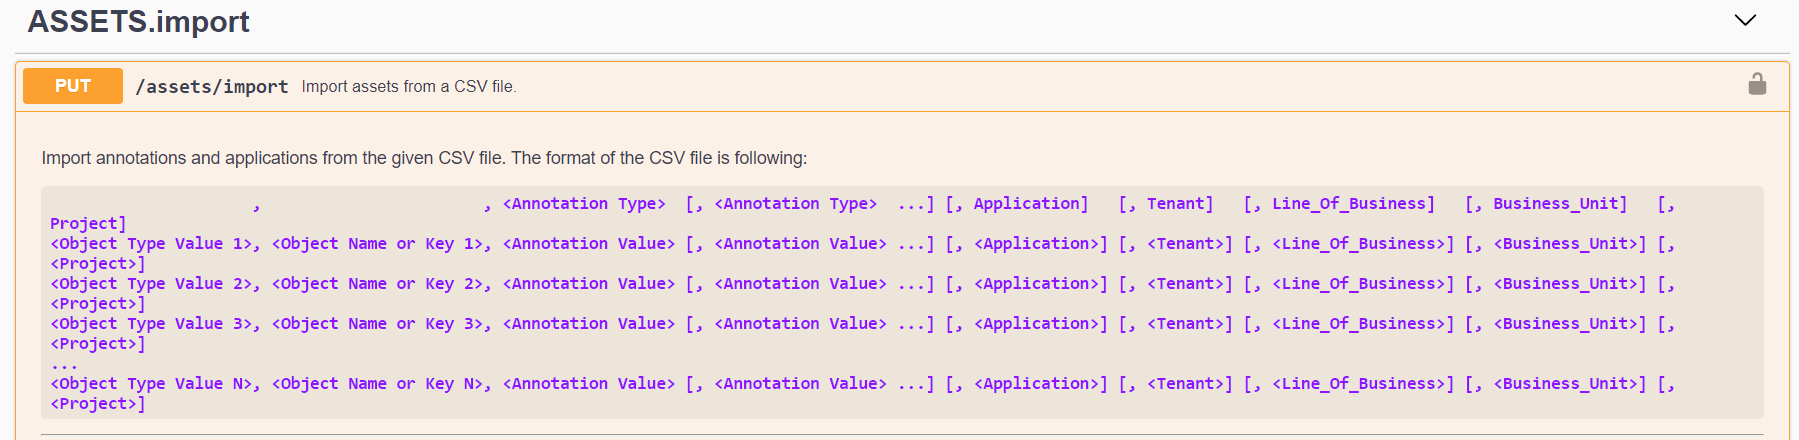 ASSETS.import
PUT /assets/import Import assets from a CSV file.
Import annotations and applications from the given CSV file. The format of the CSV file is following:
, , <Annotation Type> [, <Annotation Type> ...] [, Application] [, Tenant] [, Line_Of_Business] [, Business_Unit] [,
Project]
<Object Type Value 1>, <Object Name or Key 1>, <Annotation Value> [, <Annotation Value> ...] [, <Application>] [, <Tenant>] [, <Line_Of_Business>] [, <Business_Unit>] [,
<Project>]
<Object Type Value 2>, <Object Name or Key 2>, <Annotation Value> [, <Annotation Value> ...] [, <Application>] [, <Tenant>] [, <Line_Of_Business>] [, <Business_Unit>] [,
<Project>]
<Object Type Value 3>, <Object Name or Key 3>, <Annotation Value> [, <Annotation Value> ...] [, <Application>] [, <Tenant>] [, <Line_Of_Business>] [, <Business_Unit>] [,
<Project>]
...
<Object Type Value N>, <Object Name or Key N>, <Annotation Value> [, <Annotation Value> ...] [, <Application>] [, <Tenant>] [, <Line_Of_Business>] [, <Business_Unit>] [,
<Project>]